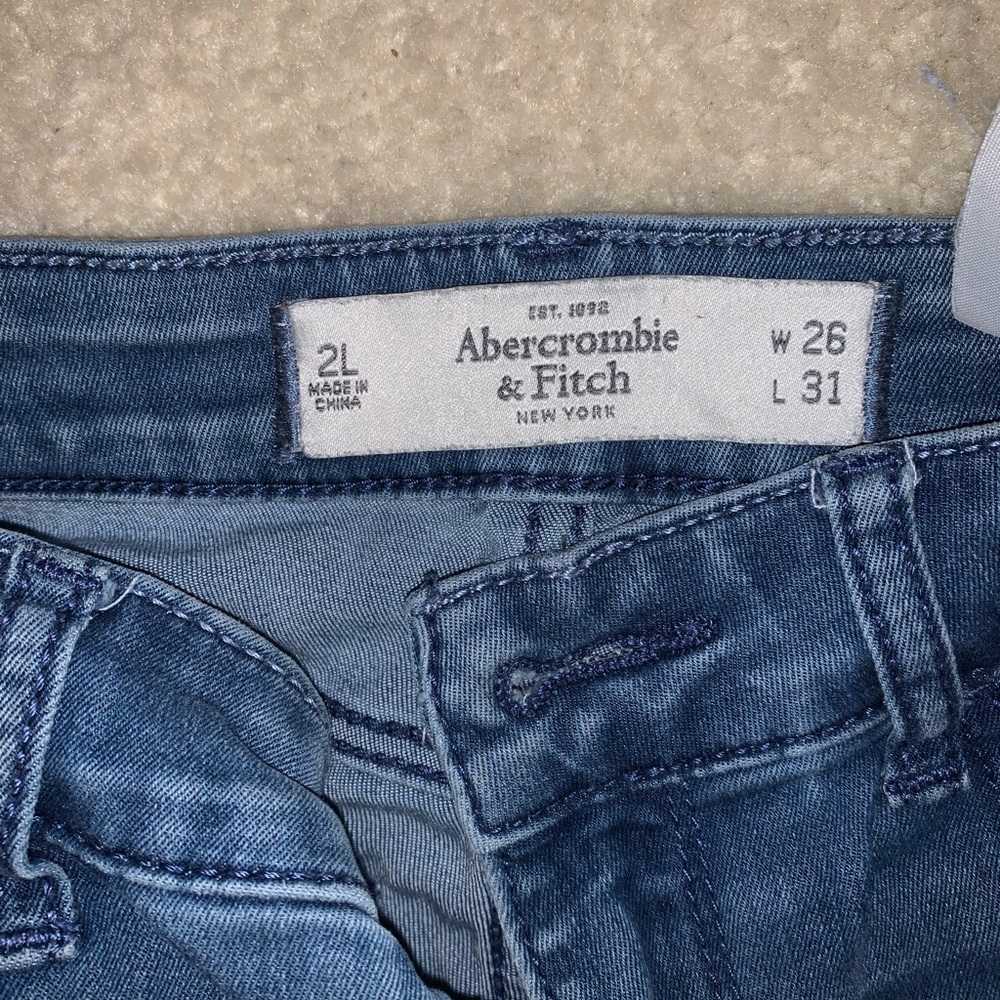 2L
MADE IN
CHINA
EST. 1892
Abercrombie
& Fitch
NEW YORK
W 26
L 31